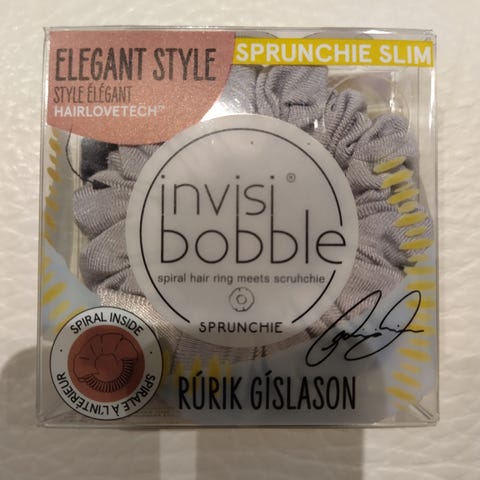 ELEGANT STYLE
STYLE ÉLÉGANT
HAIRLOVETECH™
SPRUNCHIE SLIM
invisi®
bobble
spiral hair ring meets scruhchie
SPRUNCHIE
SPIRAL INSIDE
SPIRALE À L'INTÉRIEUR
RÚRIK GÍSLASON